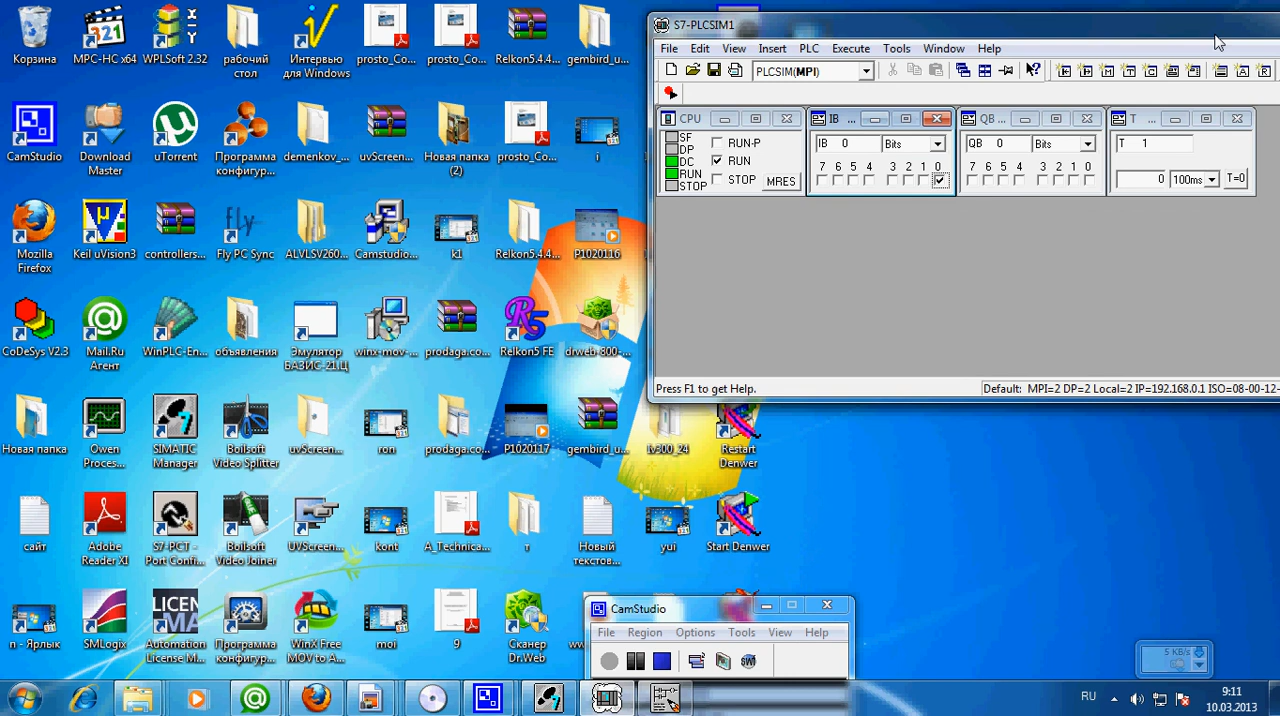 Корзина
MPC-HC x64
WPLSoft 2.32
рабочий
стол
Интервью
для Windows
prosto_Co...
prosto_Co...
Relkon5.4.4...
gembird_u...
CamStudio
Download
Master
uTorrent
Программа
конфигур...
demenkov_...
uvScreen...
Новая папка
(2)
prosto_Co...
i
Mozilla
Firefox
Keil uVision3
controllers...
Fly PC Sync
ALVLSV260...
Camstudio...
k1
Relkon5.4.4...
P1020116
CoDeSys V2.3
Mail.Ru
Агент
WinPLC-En...
объявления
Эмулятор
БАЗИС-21.Ц
winx-mov-...
prodaga.co...
Relkon5 FE
drweb-800-...
Новая папка
Owen
Proces...
SIMATIC
Manager
Boilsoft
Video Splitter
uvScreen...
ron
prodaga.co...
P1020117
gembird_u...
lv300_24
Restart
Denwer
сайт
Adobe
Reader XI
S7-PCT -
Port Confi...
Boilsoft
Video Joiner
UVScreen...
kont
A_Technica...
т
Новый
текстов...
yui
Start Denwer
n - Ярлык
SMLogix
Automation
License M...
Программа
конфигур...
WinX Free
MOV to A...
moi
9
Сканер
Dr.Web
S7-PLCSIM1
File Edit View Insert PLC Execute Tools Window Help
PLCSIM(MPI)
CPU
SF
DP
DC
RUN
STOP
RUN-P
RUN
STOP
MRES
IB ...
IB 0
Bits
7 6 5 4 3 2 1 0
QB ...
QB 0
Bits
7 6 5 4 3 2 1 0
T ...
T 1
0
100ms
T=0
Press F1 to get Help.
Default: MPI=2 DP=2 Local=2 IP=192.168.0.1 ISO=08-00-12-
CamStudio
File Region Options Tools View Help
5 KB/s
RU
9:11
10.03.2013